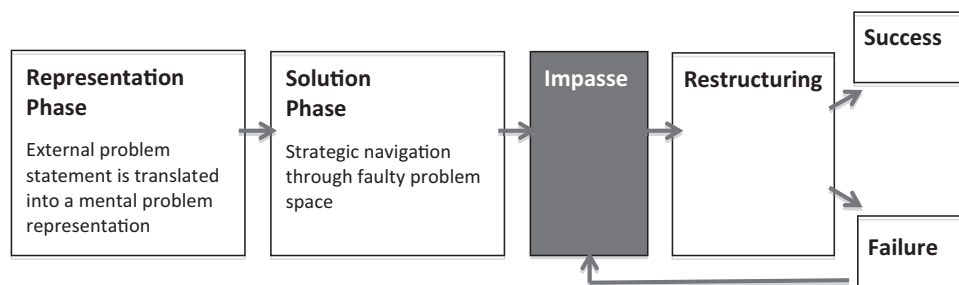 Representation
Phase
External problem
statement is translated
into a mental problem
representation
Solution
Phase
Strategic navigation
through faulty problem
space
Impasse
Restructuring
Success
Failure